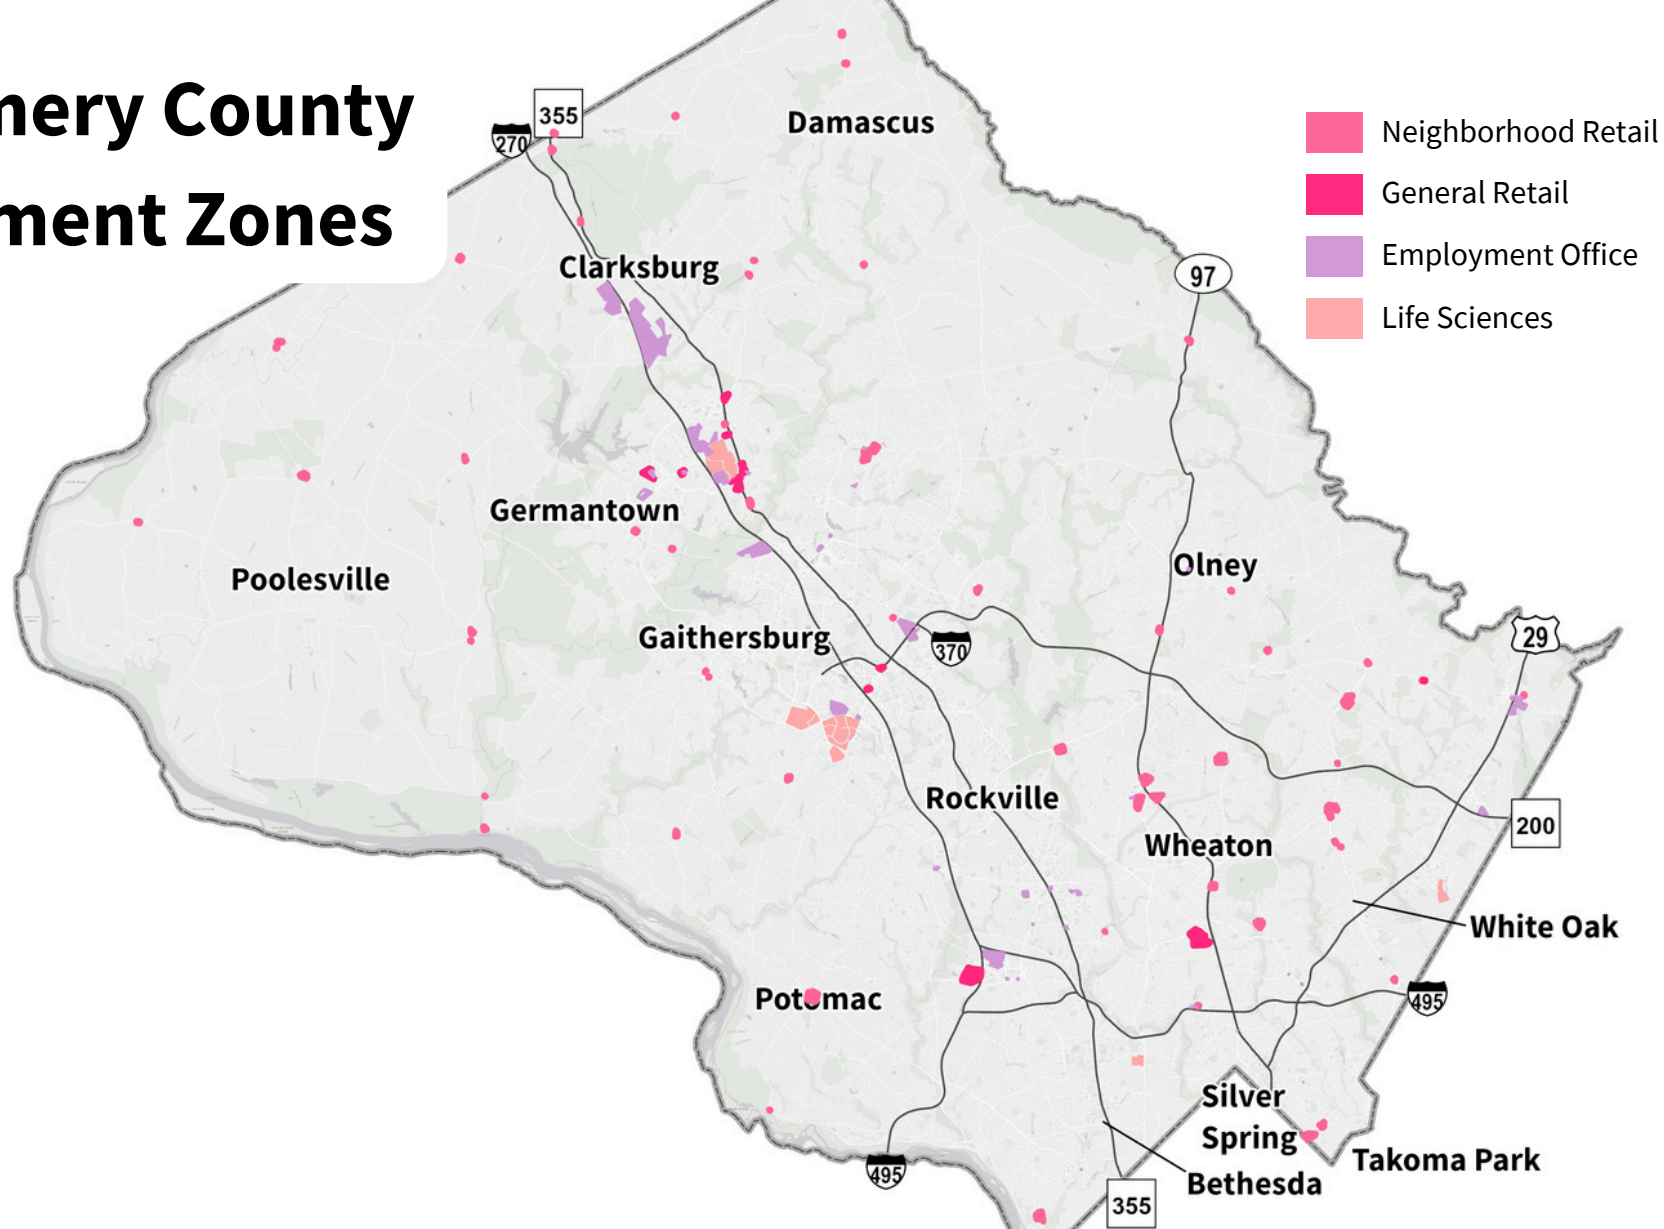 nery County
ment Zones
Neighborhood Retail
General Retail
Employment Office
Life Sciences
355
270
Damascus
Clarksburg
97
Germantown
Poolesville
Olney
Gaithersburg
370
29
Rockville
200
Wheaton
White Oak
Potomac
495
Silver
Spring
Takoma Park
Bethesda
495
355